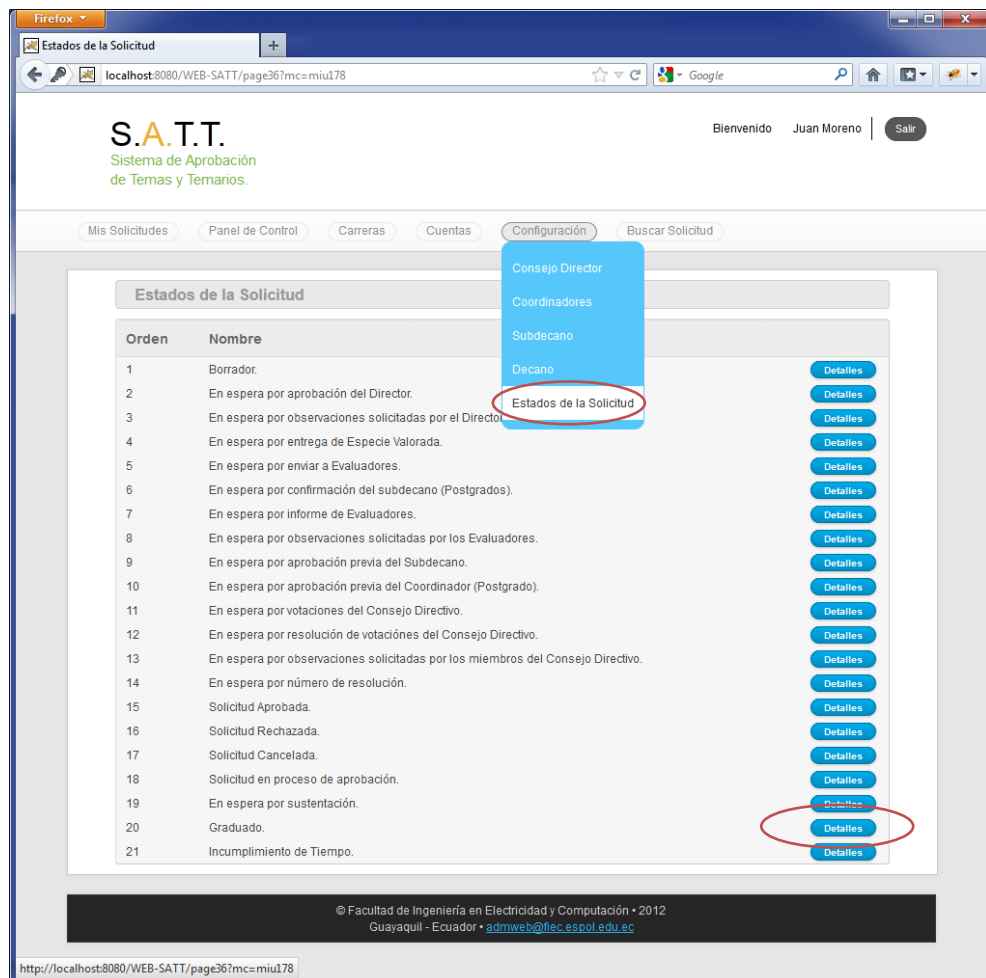 Firefox
Estados de la Solicitud
localhost:8080/WEB-SATT/page36?mc=miu178
Google
S.A.T.T.
Sistema de Aprobación
de Temas y Temarios.
Bienvenido Juan Moreno Salir
Mis Solicitudes Panel de Control Carreras Cuentas Configuración Buscar Solicitud
Consejo Director
Coordinadores
Subdecano
Decano
Estados de la Solicitud
Estados de la Solicitud
Orden Nombre
1 Borrador. Detalles
2 En espera por aprobación del Director. Detalles
3 En espera por observaciones solicitadas por el Director Detalles
4 En espera por entrega de Especie Valorada. Detalles
5 En espera por enviar a Evaluadores. Detalles
6 En espera por confirmación del subdecano (Postgrados). Detalles
7 En espera por informe de Evaluadores. Detalles
8 En espera por observaciones solicitadas por los Evaluadores. Detalles
9 En espera por aprobación previa del Subdecano. Detalles
10 En espera por aprobación previa del Coordinador (Postgrado). Detalles
11 En espera por votaciones del Consejo Directivo. Detalles
12 En espera por resolución de votaciónes del Consejo Directivo. Detalles
13 En espera por observaciones solicitadas por los miembros del Consejo Directivo. Detalles
14 En espera por número de resolución. Detalles
15 Solicitud Aprobada. Detalles
16 Solicitud Rechazada. Detalles
17 Solicitud Cancelada. Detalles
18 Solicitud en proceso de aprobación. Detalles
19 En espera por sustentación. Detalles
20 Graduado. Detalles
21 Incumplimiento de Tiempo. Detalles
© Facultad de Ingeniería en Electricidad y Computación • 2012
Guayaquil - Ecuador • admweb@fiec.espol.edu.ec
http://localhost:8080/WEB-SATT/page36?mc=miu178